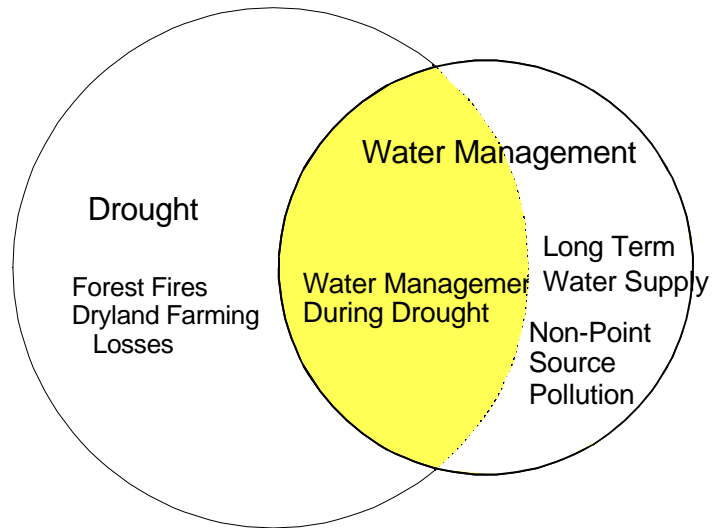 Water Management
Drought
Forest Fires
Dryland Farming
Losses
Water Managemen
During Drought
Long Term
Water Supply
Non-Point
Source
Pollution